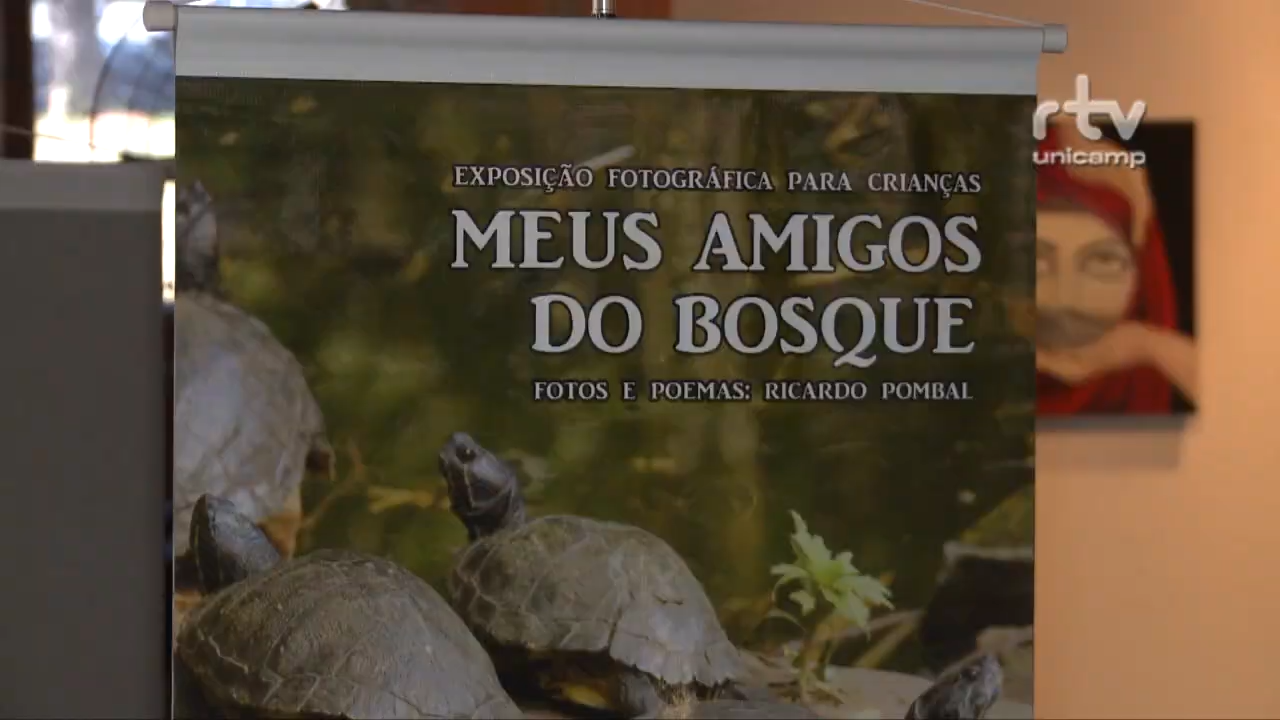 EXPOSIÇÃO FOTOGRÁFICA PARA CRIANÇAS
MEUS AMIGOS
DO BOSQUE
FOTOS E POEMAS: RICARDO POMBAL
rtv
unicamp